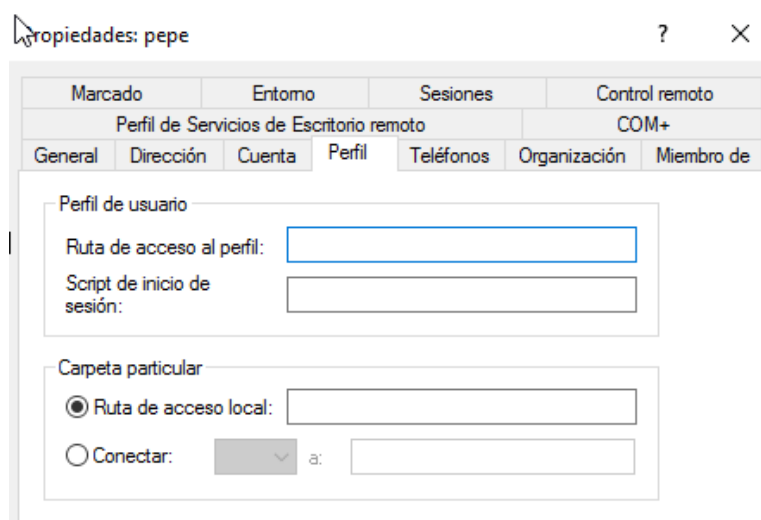 Propiedades: pepe ? ×
Marcado Entorno Sesiones Control remoto
Perfil de Servicios de Escritorio remoto COM+
General Dirección Cuenta Perfil Teléfonos Organización Miembro de
Perfil de usuario
Ruta de acceso al perfil:
Script de inicio de
sesión:
Carpeta particular
Ruta de acceso local:
Conectar: a: